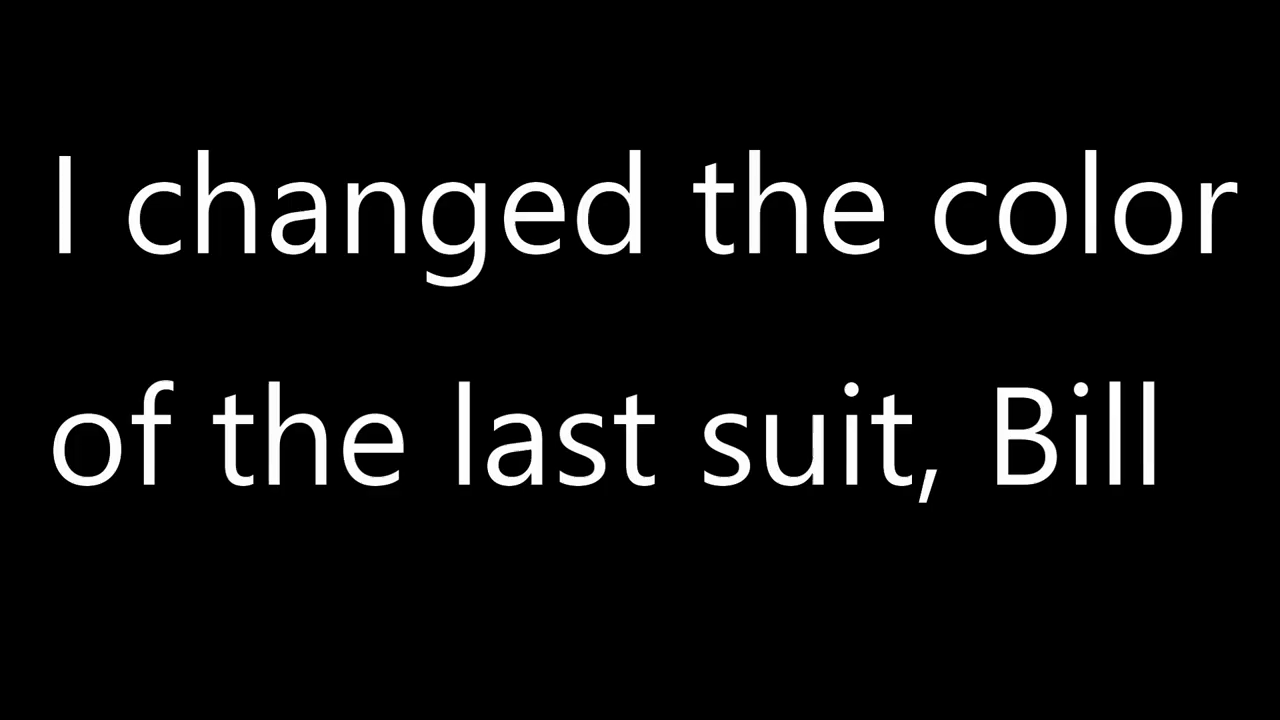 I changed the color
of the last suit, Bill